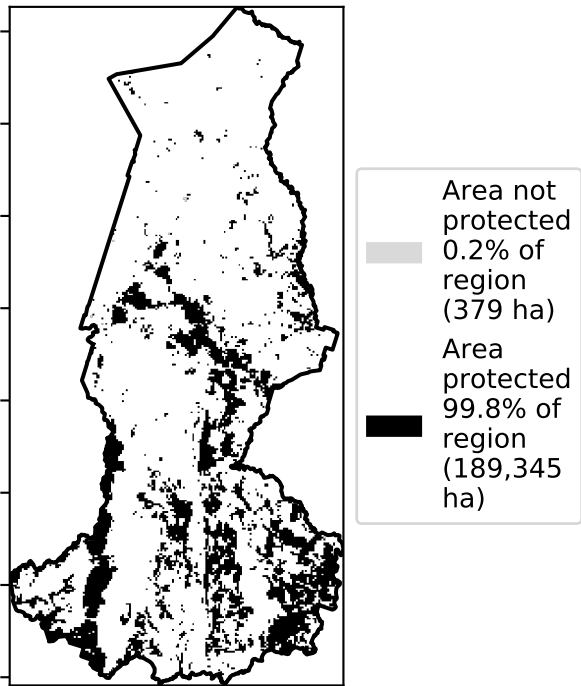 Area not
protected
0.2% of
region
(379 ha)
Area
protected
99.8% of
region
(189,345
ha)